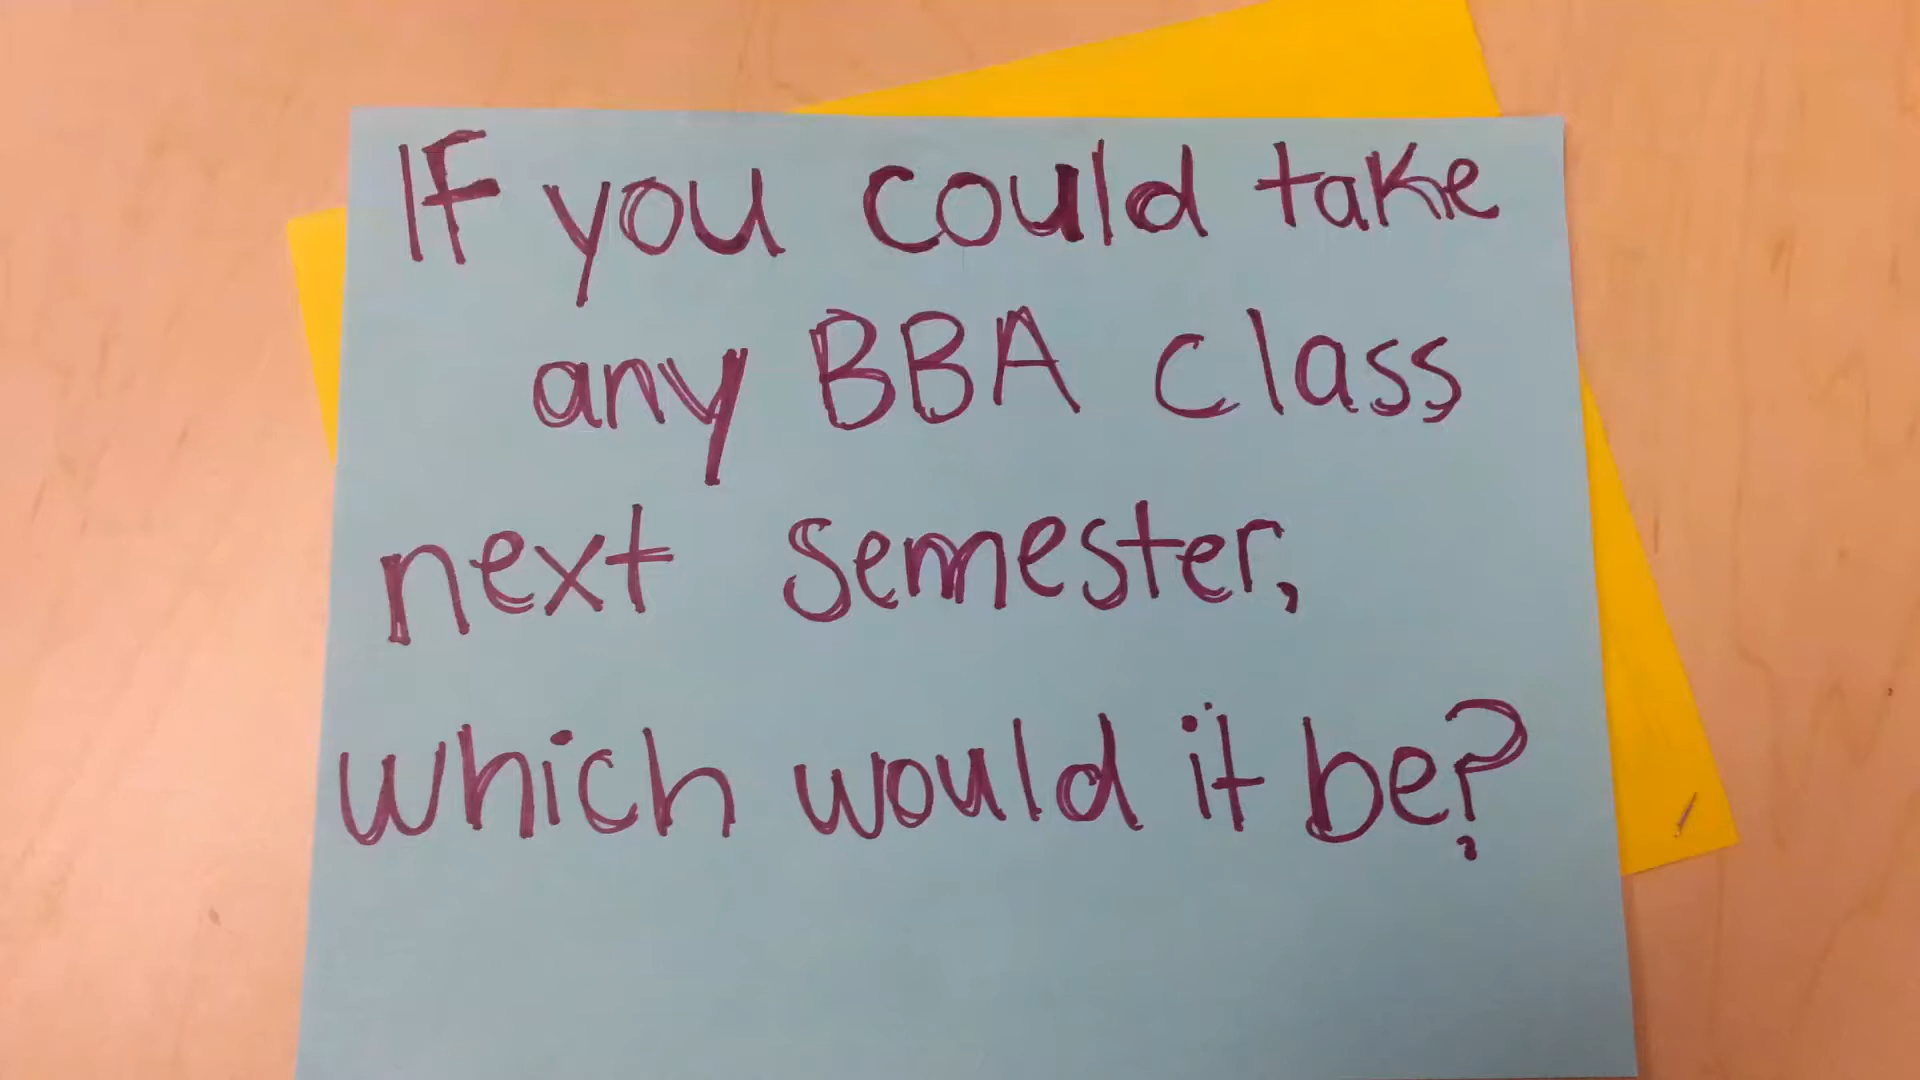 If you could take
any BBA class
next semester,
which would it be?